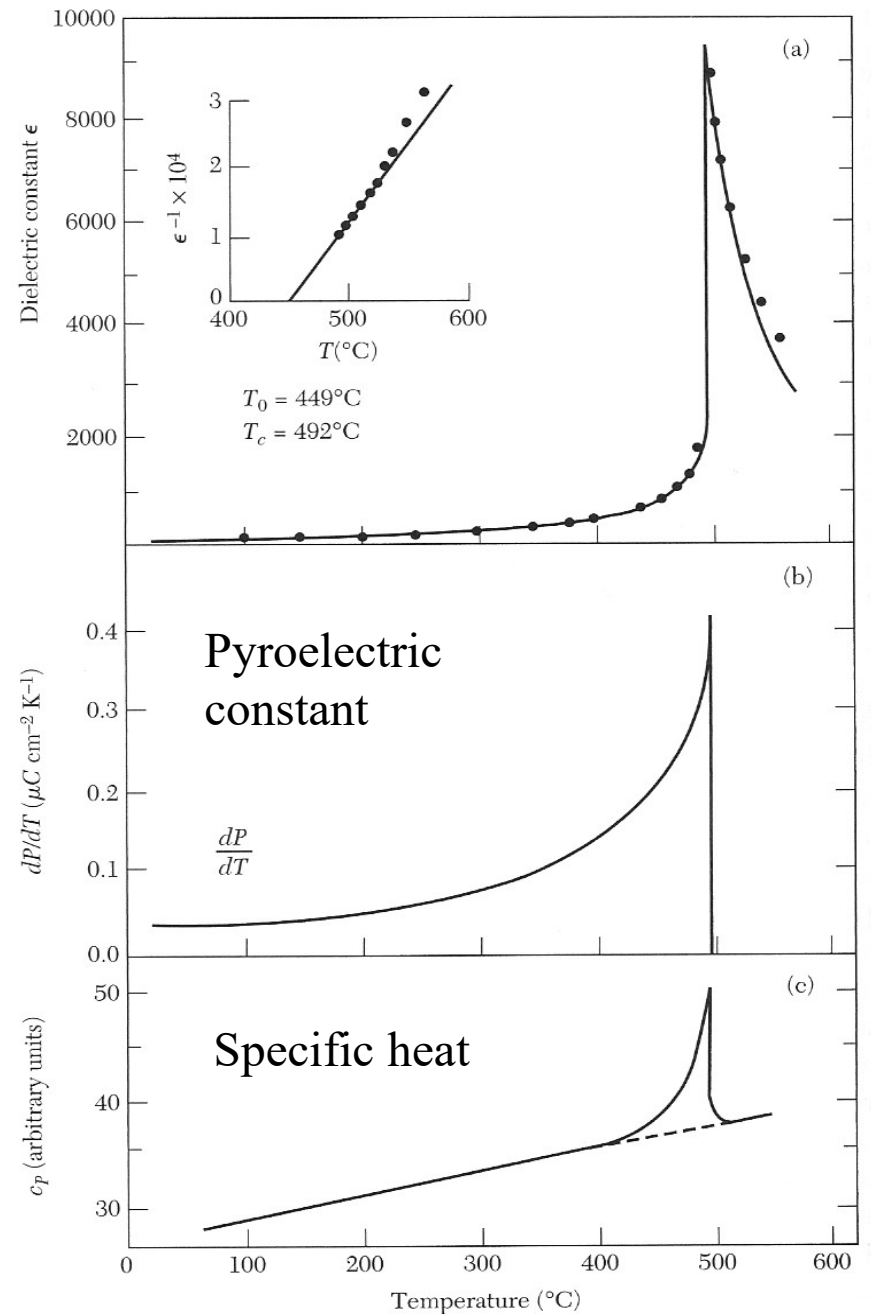 10000
(a)
8000
6000
4000
2000
Dielectric constant ϵ
3
2
1
0
ϵ⁻¹ × 10⁴
400
500
600
T(°C)
T₀ = 449°C
T_c = 492°C
(b)
0.4
0.3
0.2
0.1
0.0
dP/dT (μC cm⁻² K⁻¹)
Pyroelectric
constant
dP
dT
(c)
50
40
30
c_p (arbitrary units)
Specific heat
0
100
200
300
400
500
600
Temperature (°C)